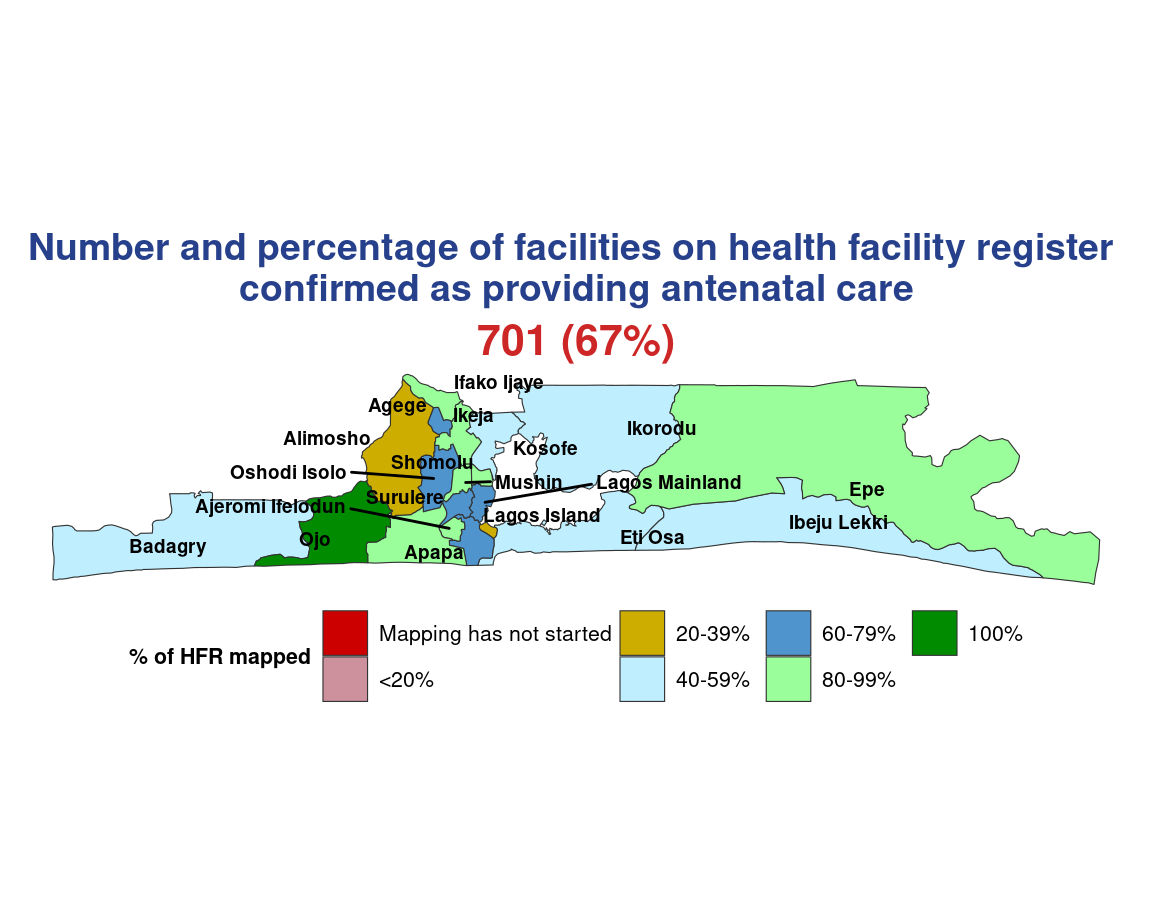 Number and percentage of facilities on health facility register
confirmed as providing antenatal care
701 (67%)
Ifako Ijaye
Agege
Ikeja
Ikorodu
Alimosho
Kosofe
Shomolu
Oshodi Isolo
Mushin
Lagos Mainland
Epe
Surulere
Ajeromi Ifelodun
Lagos Island
Ibeju Lekki
Eti Osa
Ojo
Badagry
Apapa
% of HFR mapped
Mapping has not started
<20%
20-39%
40-59%
60-79%
80-99%
100%